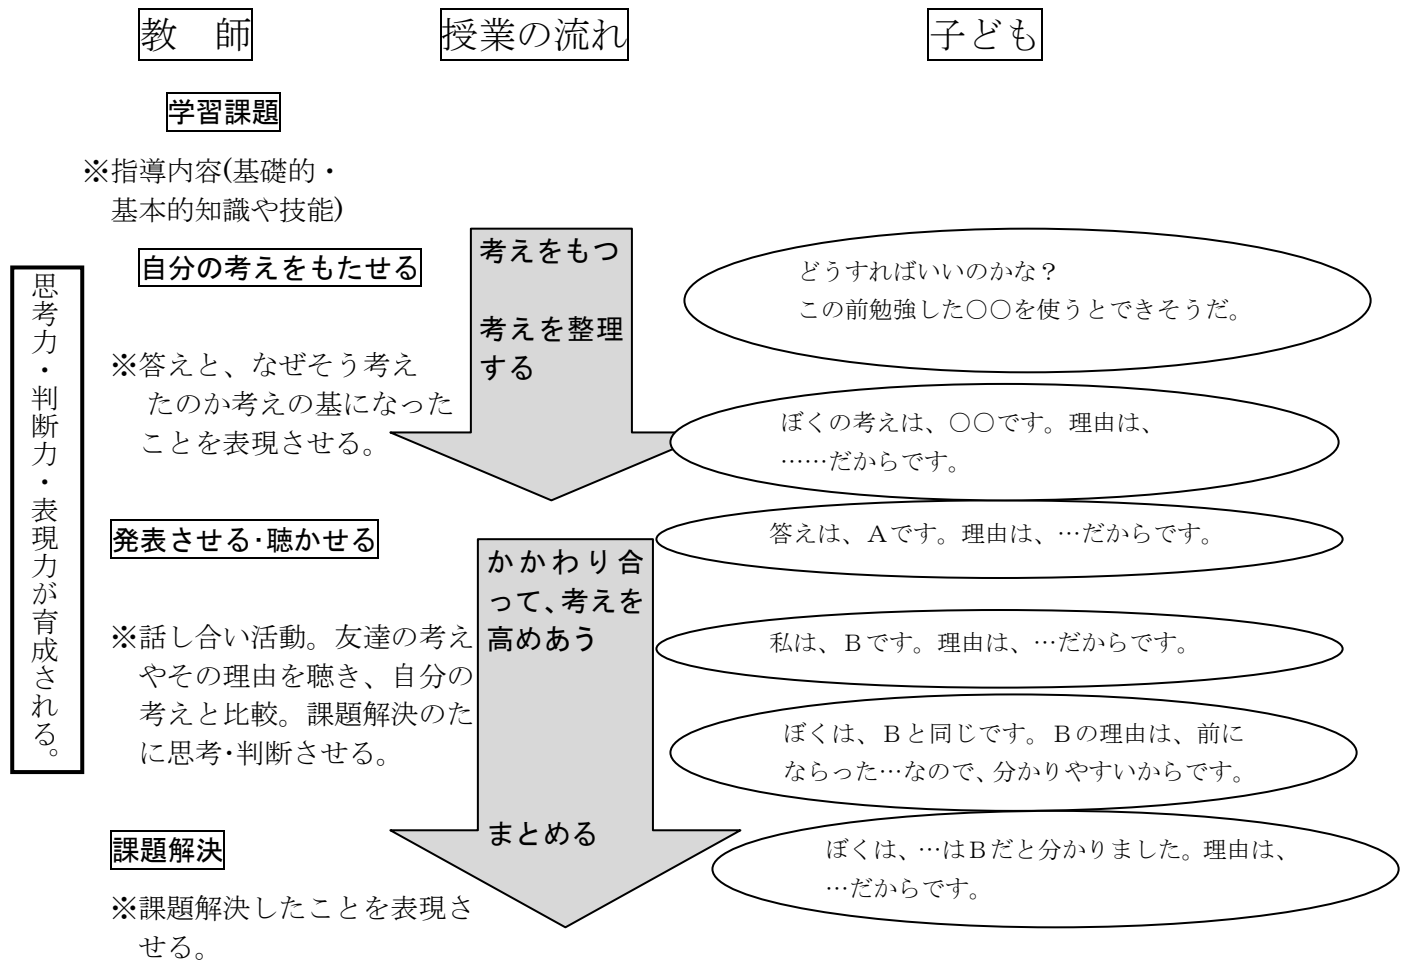 教　師
授業の流れ
子ども
学習課題
※指導内容(基礎的・
基本的知識や技能)
自分の考えをもたせる
※答えと、なぜそう考え
たのか考えの基になった
ことを表現させる。
発表させる･聴かせる
※話し合い活動。友達の考え
やその理由を聴き、自分の
考えと比較。課題解決のた
に思考･判断させる。
課題解決
※課題解決したことを表現さ
せる。
思考力・判断力・表現力が育成される。
考えをもつ
考えを整理
する
かかわり合
って、考えを
高めあう
まとめる
どうすればいいのかな？
この前勉強した○○を使うとできそうだ。
ぼくの考えは、○○です。理由は、
……だからです。
答えは、Ａです。理由は、…だからです。
私は、Ｂです。理由は、…だからです。
ぼくは、Ｂと同じです。Ｂの理由は、前に
ならった…なので、分かりやすいからです。
ぼくは、…はＢだと分かりました。理由は、
…だからです。